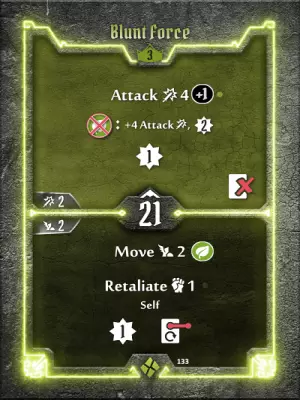 Blunt Force
3
Attack 4 +1
: +4 Attack , 2
1
2
21
2
Move 2
Retaliate 1
Self
1
133